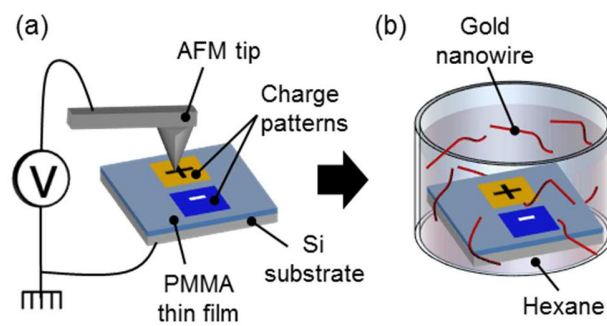 (a)
AFM tip
Charge
patterns
V
+
-
Si
substrate
PMMA
thin film
(b)
Gold
nanowire
+
-
Hexane